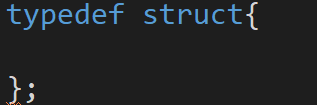 typedef struct{
};